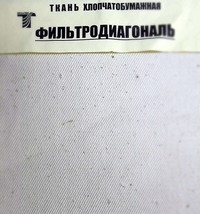 ТКАНЬ ХЛОПЧАТОБУМАЖНАЯ
ФИЛЬТРОДИАГОНАЛЬ